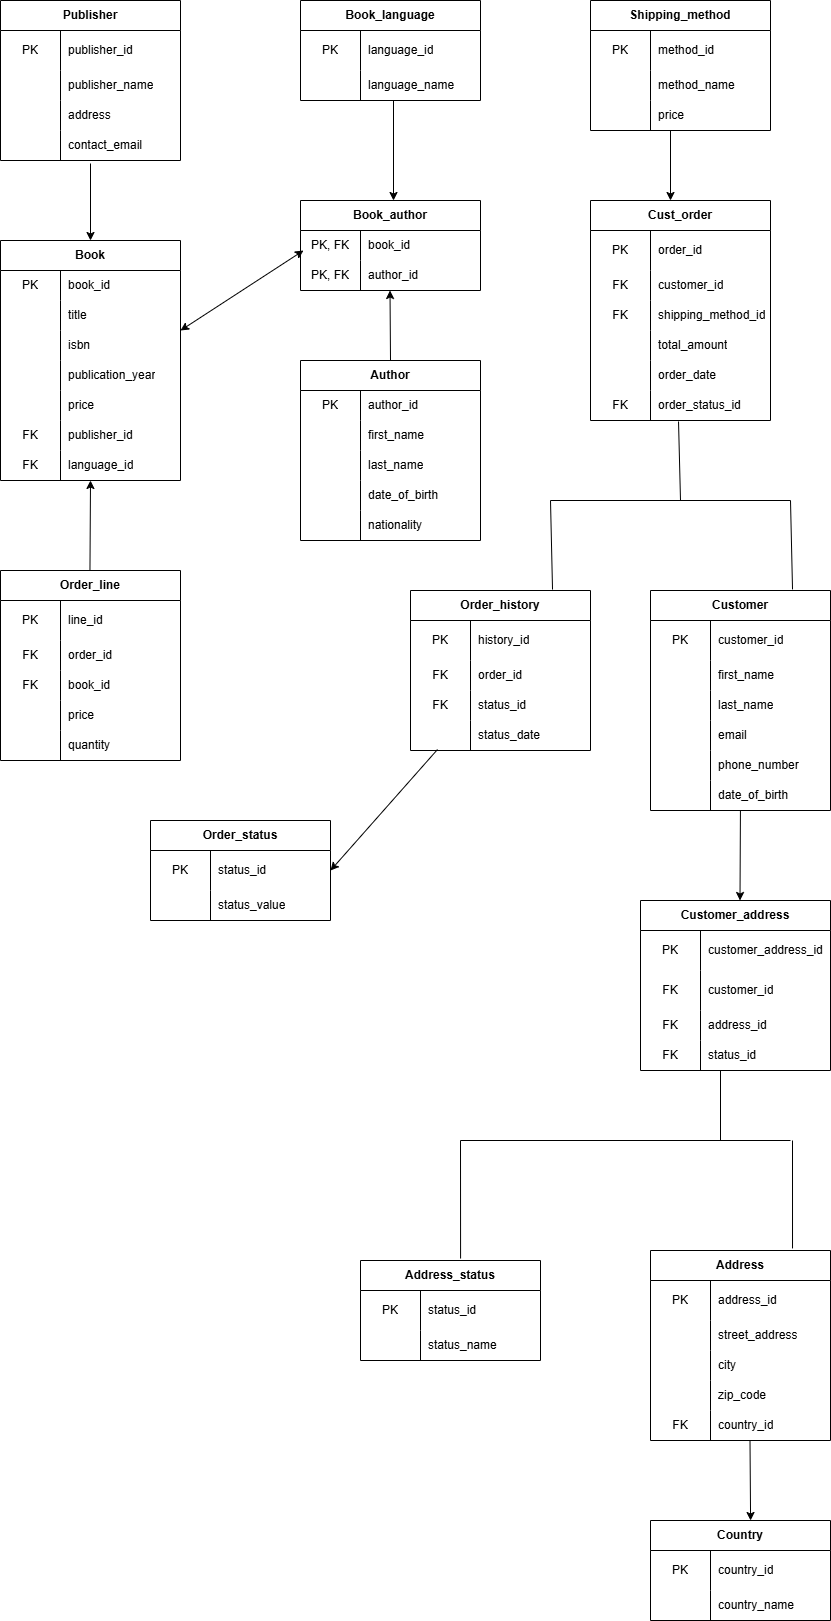 Publisher
PK publisher_id
publisher_name
address
contact_email
Book_language
PK language_id
language_name
Shipping_method
PK method_id
method_name
price
Book
PK book_id
title
isbn
publication_year
price
FK publisher_id
FK language_id
Book_author
PK, FK book_id
PK, FK author_id
Cust_order
PK order_id
FK customer_id
FK shipping_method_id
total_amount
order_date
FK order_status_id
Author
PK author_id
first_name
last_name
date_of_birth
nationality
Order_line
PK line_id
FK order_id
FK book_id
price
quantity
Order_history
PK history_id
FK order_id
FK status_id
status_date
Customer
PK customer_id
first_name
last_name
email
phone_number
date_of_birth
Order_status
PK status_id
status_value
Customer_address
PK customer_address_id
FK customer_id
FK address_id
FK status_id
Address_status
PK status_id
status_name
Address
PK address_id
street_address
city
zip_code
FK country_id
Country
PK country_id
country_name